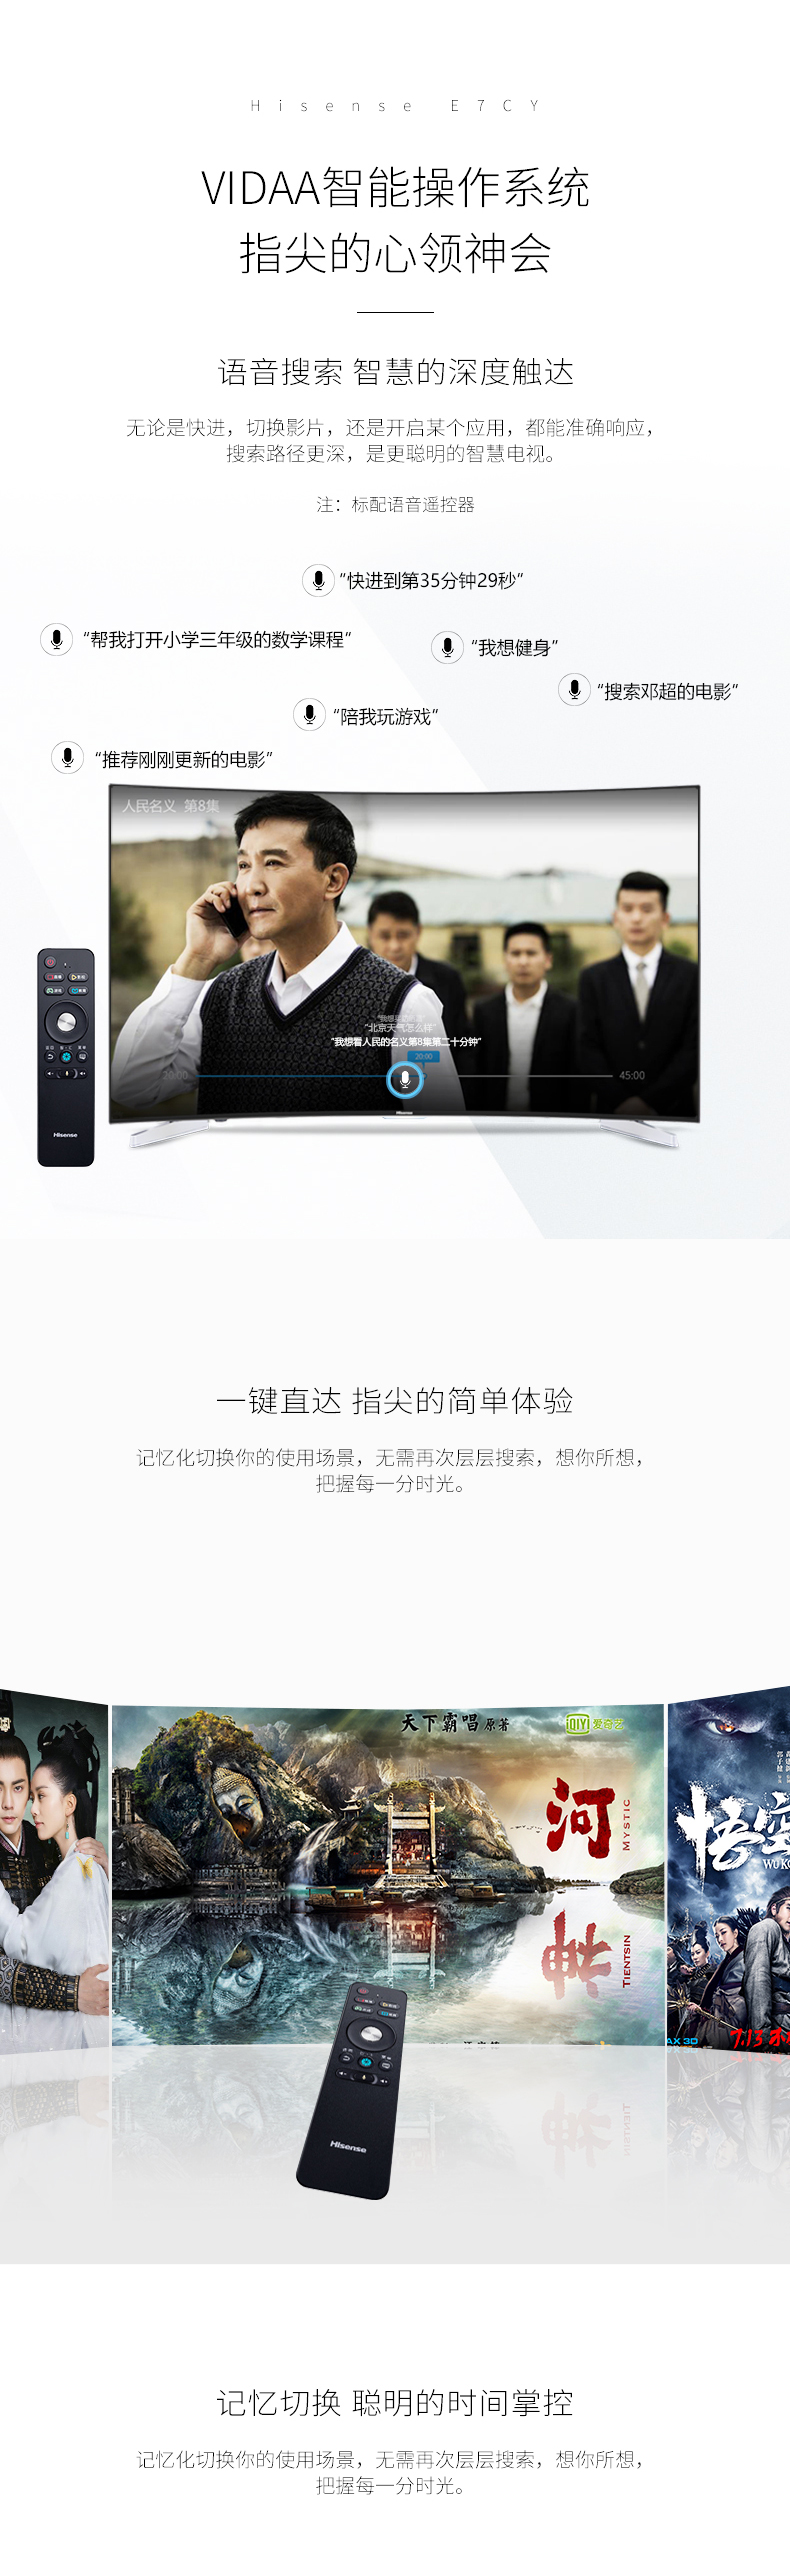 Hisense E7CY
VIDAA智能操作系统
指尖的心领神会
语音搜索 智慧的深度触达
无论是快进，切换影片，还是开启某个应用，都能准确响应，
搜索路径更深，是更聪明的智慧电视。
注：标配语音遥控器
“快进到第35分钟29秒”
“帮我打开小学三年级的数学课程”
“我想健身”
“搜索邓超的电影”
“陪我玩游戏”
“推荐刚刚更新的电影”
人民名义 第8集
“北京天气怎么样”
“我想看人民的名义第8集第二十分钟”
20:00
45:00
Hisense
Hisense
一键直达 指尖的简单体验
记忆化切换你的使用场景，无需再次层层搜索，想你所想，
把握每一分时光。
天下霸唱 原著
iQIYI 爱奇艺
河
MYSTIC
TIENTSIN
悟空
WUKO
AX 3D
7.13
Hisense
记忆切换 聪明的时间掌控
记忆化切换你的使用场景，无需再次层层搜索，想你所想，
把握每一分时光。